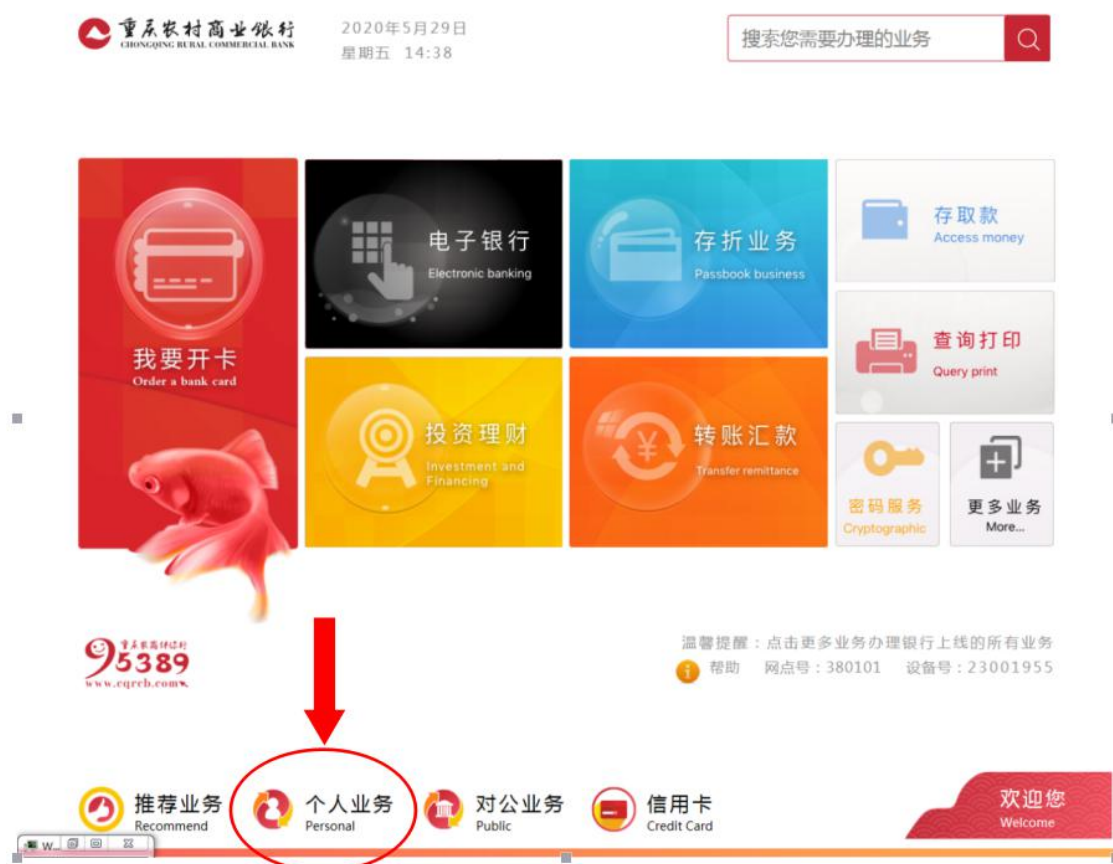 重庆农村商业银行
CHONGQING RURAL COMMERCIAL BANK
2020年5月29日
星期五 14:38
搜索您需要办理的业务
我要开卡
Order a bank card
电子银行
Electronic banking
存折业务
Passbook business
存取款
Access money
查询打印
Query print
投资理财
Investment and
Financing
转账汇款
Transfer remittance
密码服务
Cryptographic
更多业务
More...
重庆农商行银行
95389
www.cqrcb.com
温馨提醒：点击更多业务办理银行上线的所有业务
i 帮助 网点号：380101 设备号：23001955
推荐业务
Recommend
个人业务
Personal
对公业务
Public
信用卡
Credit Card
欢迎您
Welcome
W...